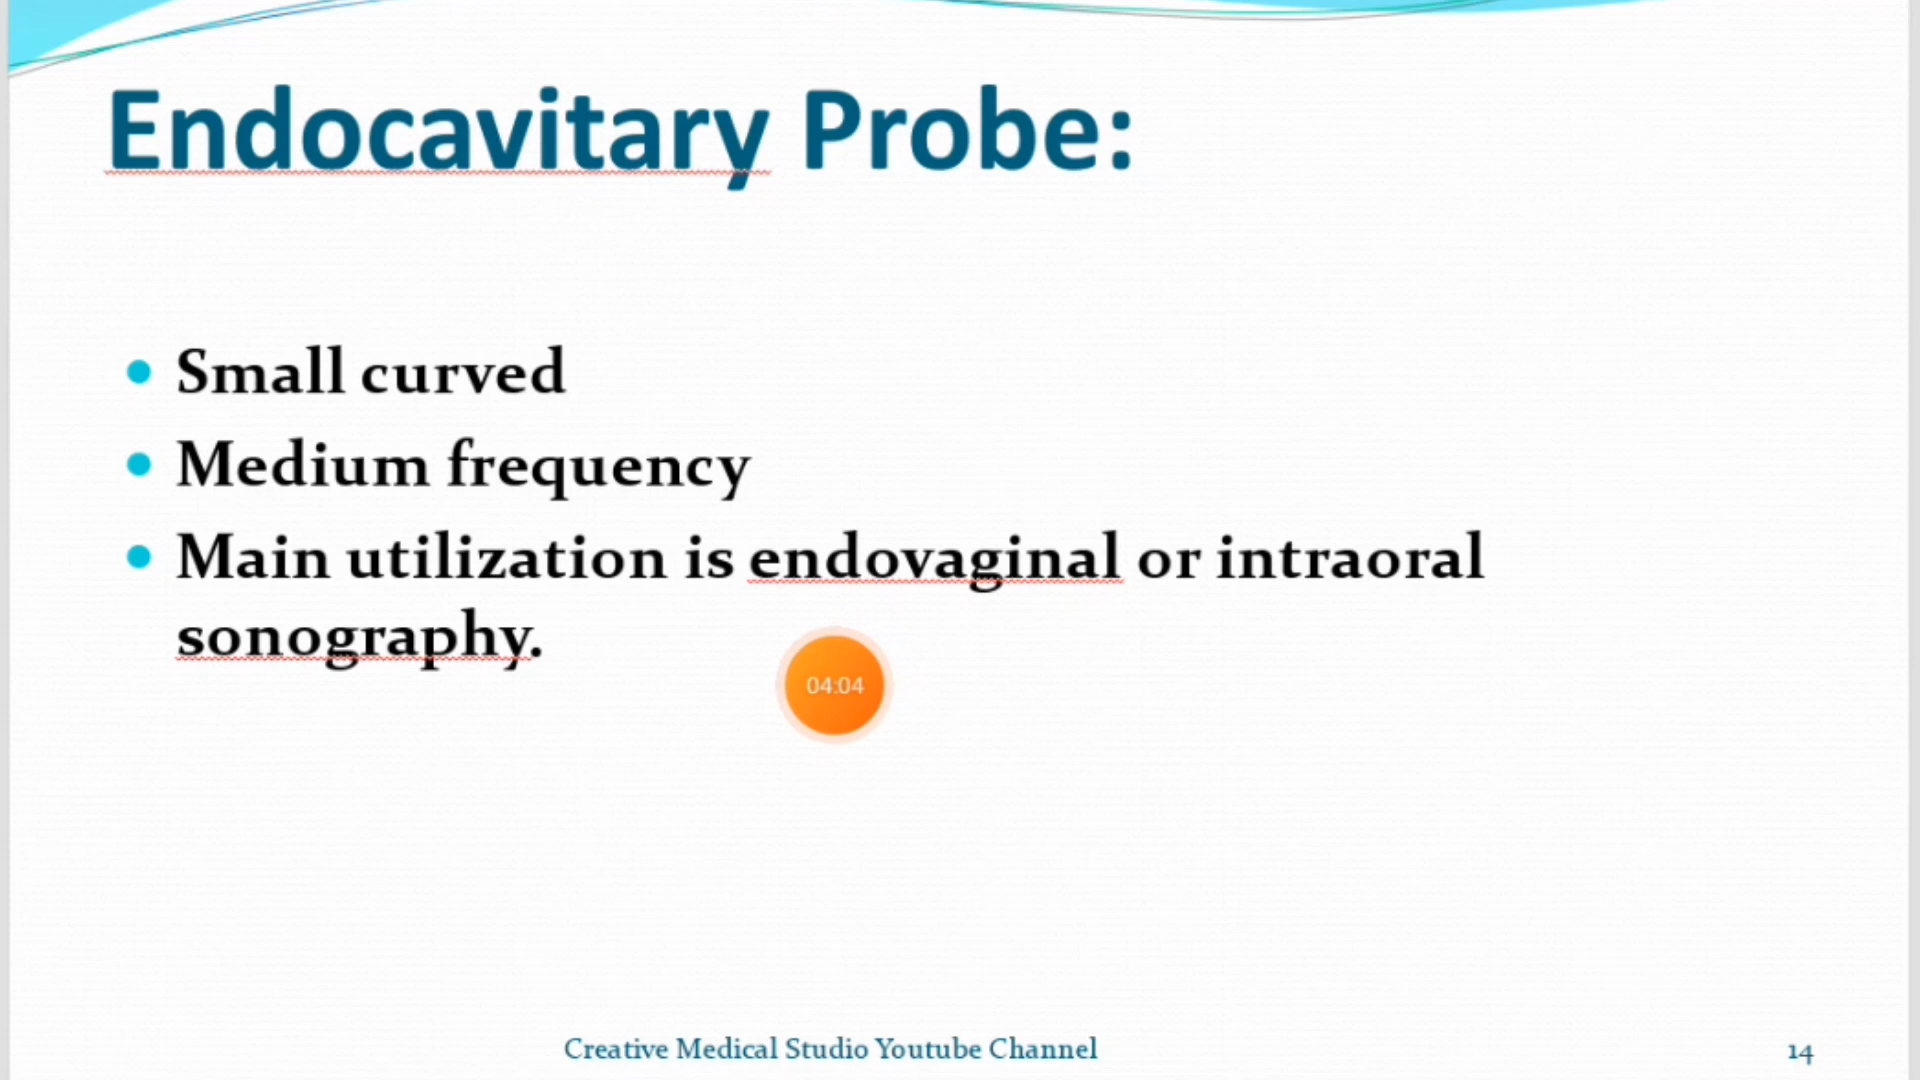 Endocavitary Probe:
• Small curved
• Medium frequency
• Main utilization is endovaginal or intraoral
sonography.
04:04
Creative Medical Studio Youtube Channel
14